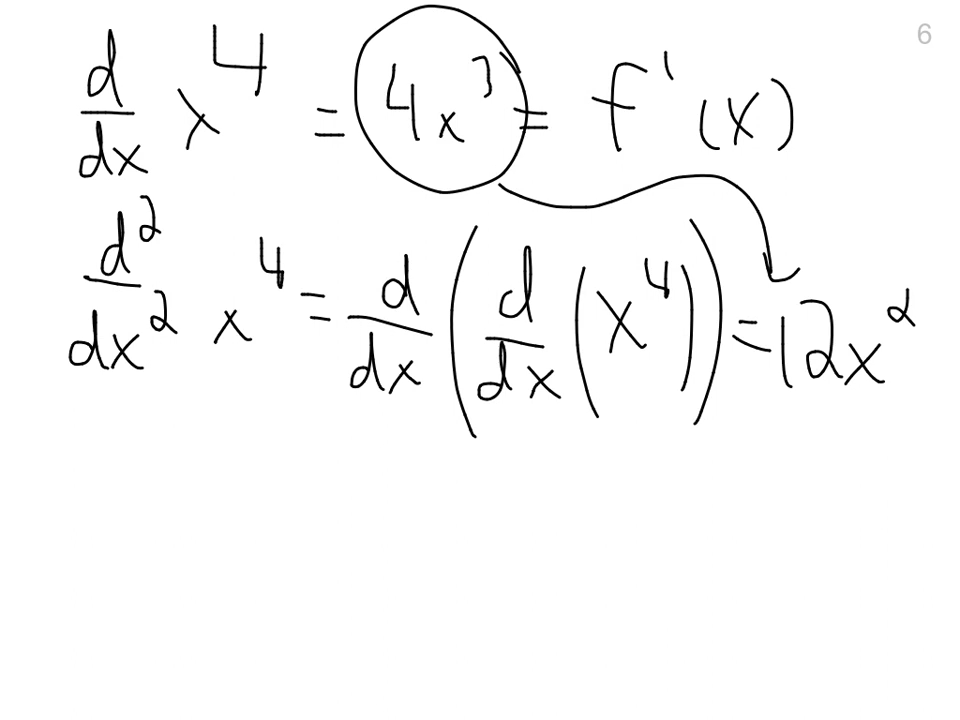 6
d/dx x^4 = 4x^3 = f'(x)
d^2/dx^2 x^4 = d/dx (d/dx (x^4)) = 12x^2